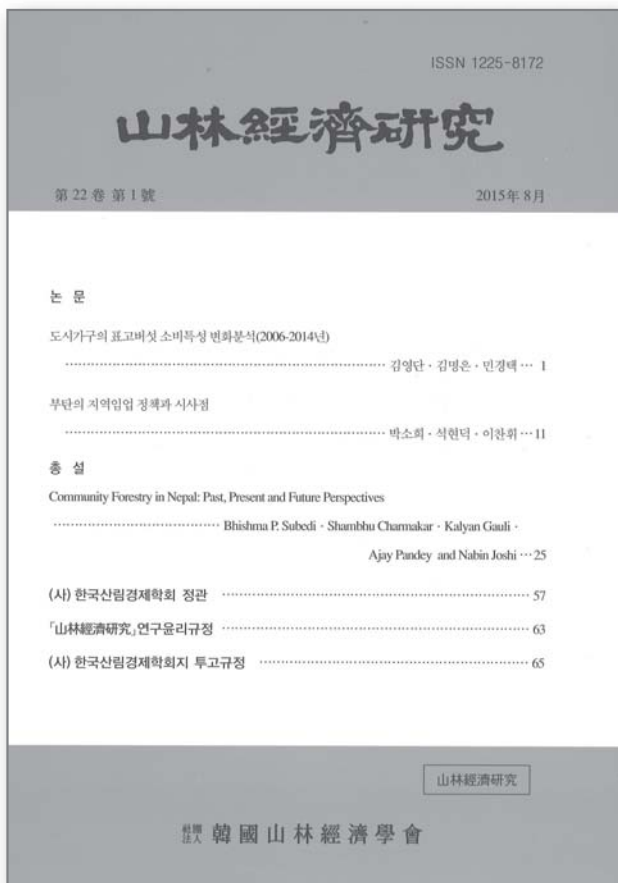 ISSN 1225-8172
山林經濟研究
第 22 卷 第 1 號 2015年 8月
논 문
도시가구의 표고버섯 소비특성 변화분석(2006-2014년)
김영단 · 김명은 · 민경택 ··· 1
부탄의 지역임업 정책과 시사점
박소희 · 석현덕 · 이찬휘 ··· 11
총 설
Community Forestry in Nepal: Past, Present and Future Perspectives
Bhishma P. Subedi · Shambhu Charmakar · Kalyan Gauli ·
Ajay Pandey and Nabin Joshi ··· 25
(사) 한국산림경제학회 정관 57
「山林經濟硏究」연구윤리규정 63
(사) 한국산림경제학회지 투고규정 65
山林經濟硏究
社團法人 韓國山林經濟學會